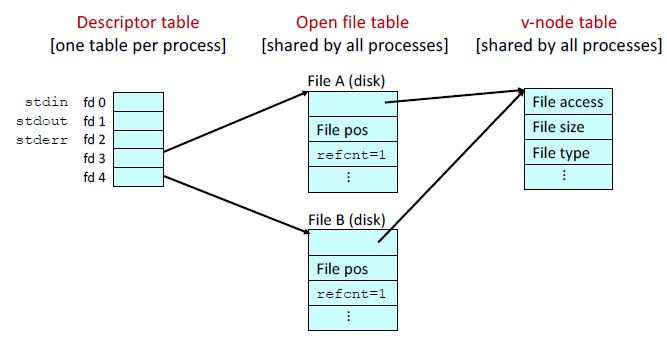 Descriptor table
[one table per process]
Open file table
[shared by all processes]
v-node table
[shared by all processes]
stdin fd 0
stdout fd 1
stderr fd 2
fd 3
fd 4
File A (disk)
File pos
refcnt=1
⋮
File B (disk)
File pos
refcnt=1
⋮
File access
File size
File type
⋮